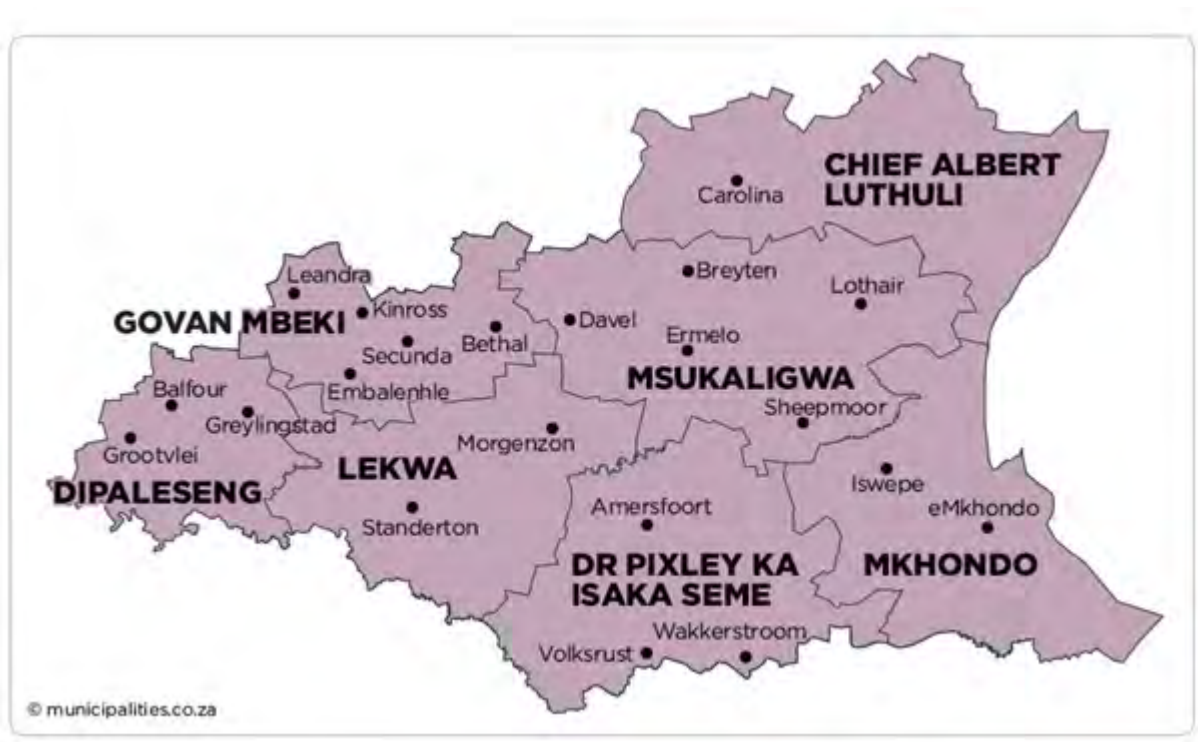 CHIEF ALBERT
LUTHULI
Carolina
Breyten
Lothair
Leandra
GOVAN MBEKI
Kinross
Davel
Secunda
Bethal
Ermelo
Embalenhle
MSUKALIGWA
Balfour
Sheepmoor
Greylingstad
Grootvlei
Morgenzon
LEKWA
DIPALESENG
Iswepe
Standerton
Amersfoort
eMkhondo
DR PIXLEY KA
ISAKA SEME
MKHONDO
Wakkerstroom
Volksrust
© municipalities.co.za